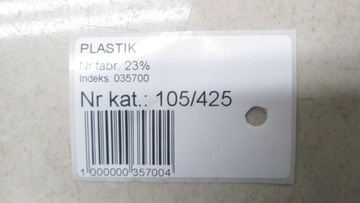 PLASTIK
Nr fabr. 23%
Indeks. 035700
Nr kat.: 105/425
1 000000 357004